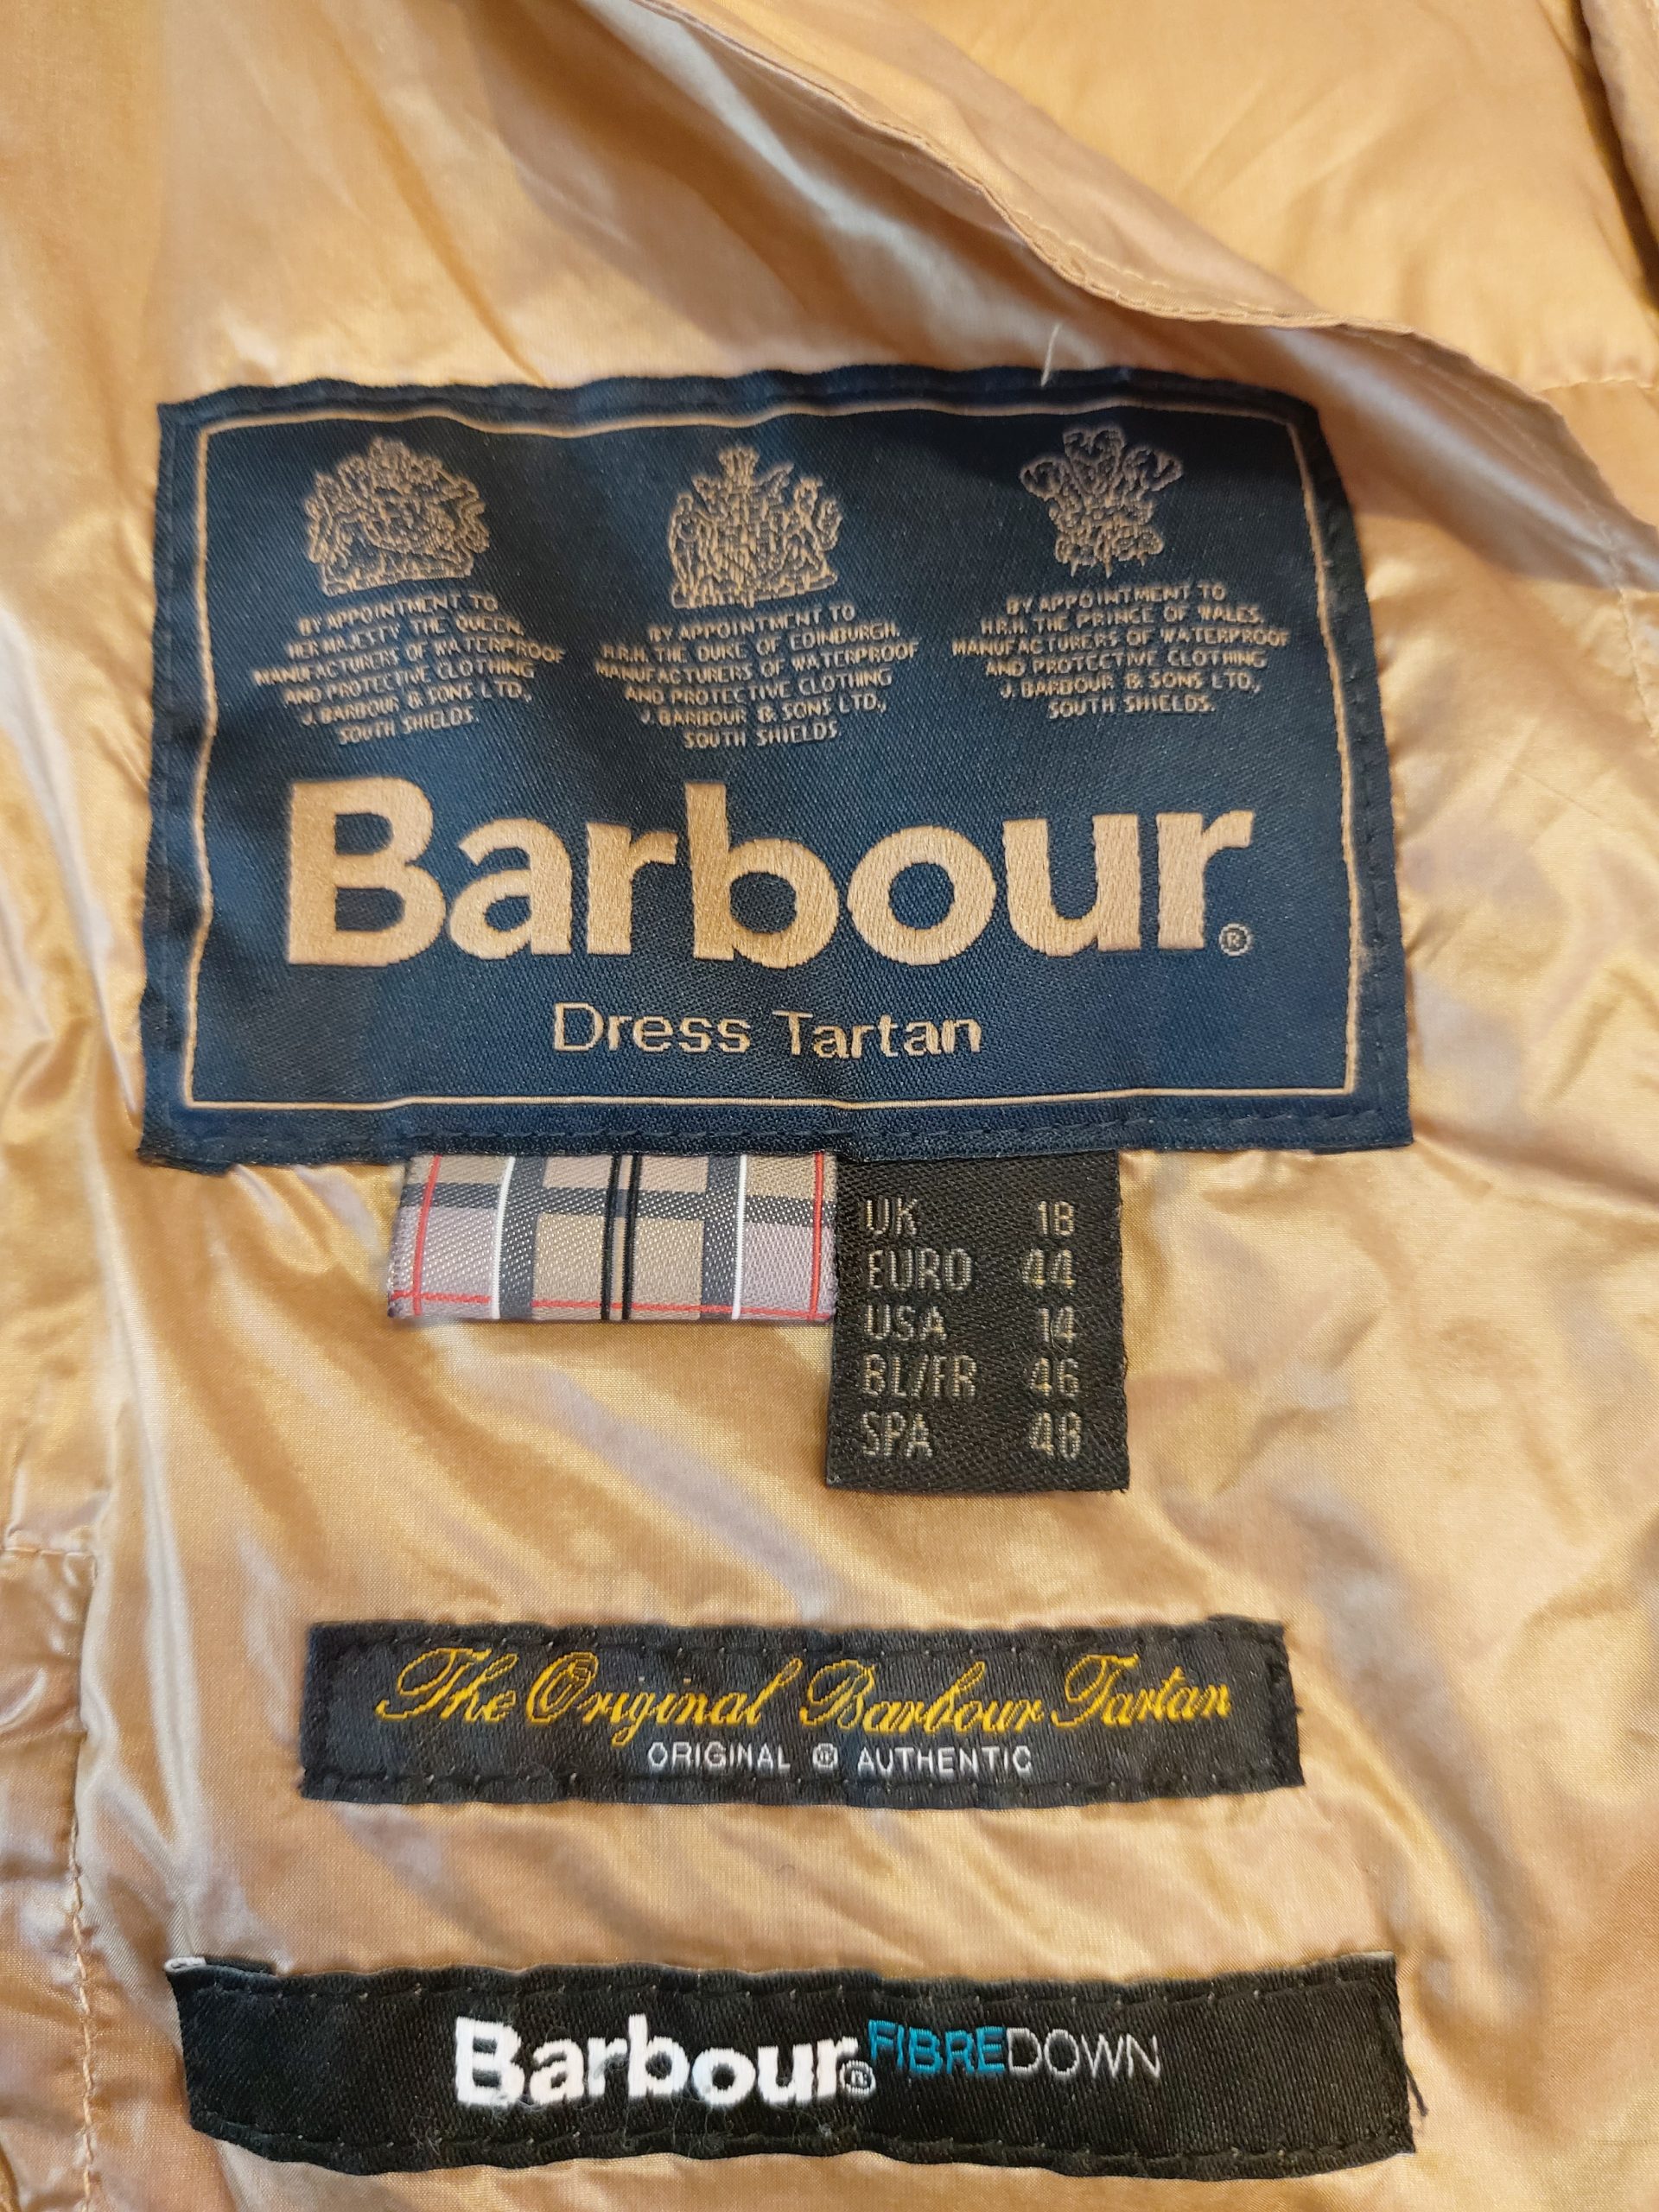 BY APPOINTMENT TO
HER MAJESTY THE QUEEN.
MANUFACTURERS OF WATERPROOF
AND PROTECTIVE CLOTHING
J. BARBOUR & SONS LTD.,
SOUTH SHIELDS.
BY APPOINTMENT TO
H.R.H. THE DUKE OF EDINBURGH.
MANUFACTURERS OF WATERPROOF
AND PROTECTIVE CLOTHING
J. BARBOUR & SONS LTD.,
SOUTH SHIELDS
BY APPOINTMENT TO
H.R.H. THE PRINCE OF WALES.
MANUFACTURERS OF WATERPROOF
AND PROTECTIVE CLOTHING
J. BARBOUR & SONS LTD.,
SOUTH SHIELDS.
Barbour®
Dress Tartan
UK 18
EURO 44
USA 14
BL/FR 46
SPA 48
The Original Barbour Tartan
ORIGINAL ® AUTHENTIC
Barbour® FIBREDOWN